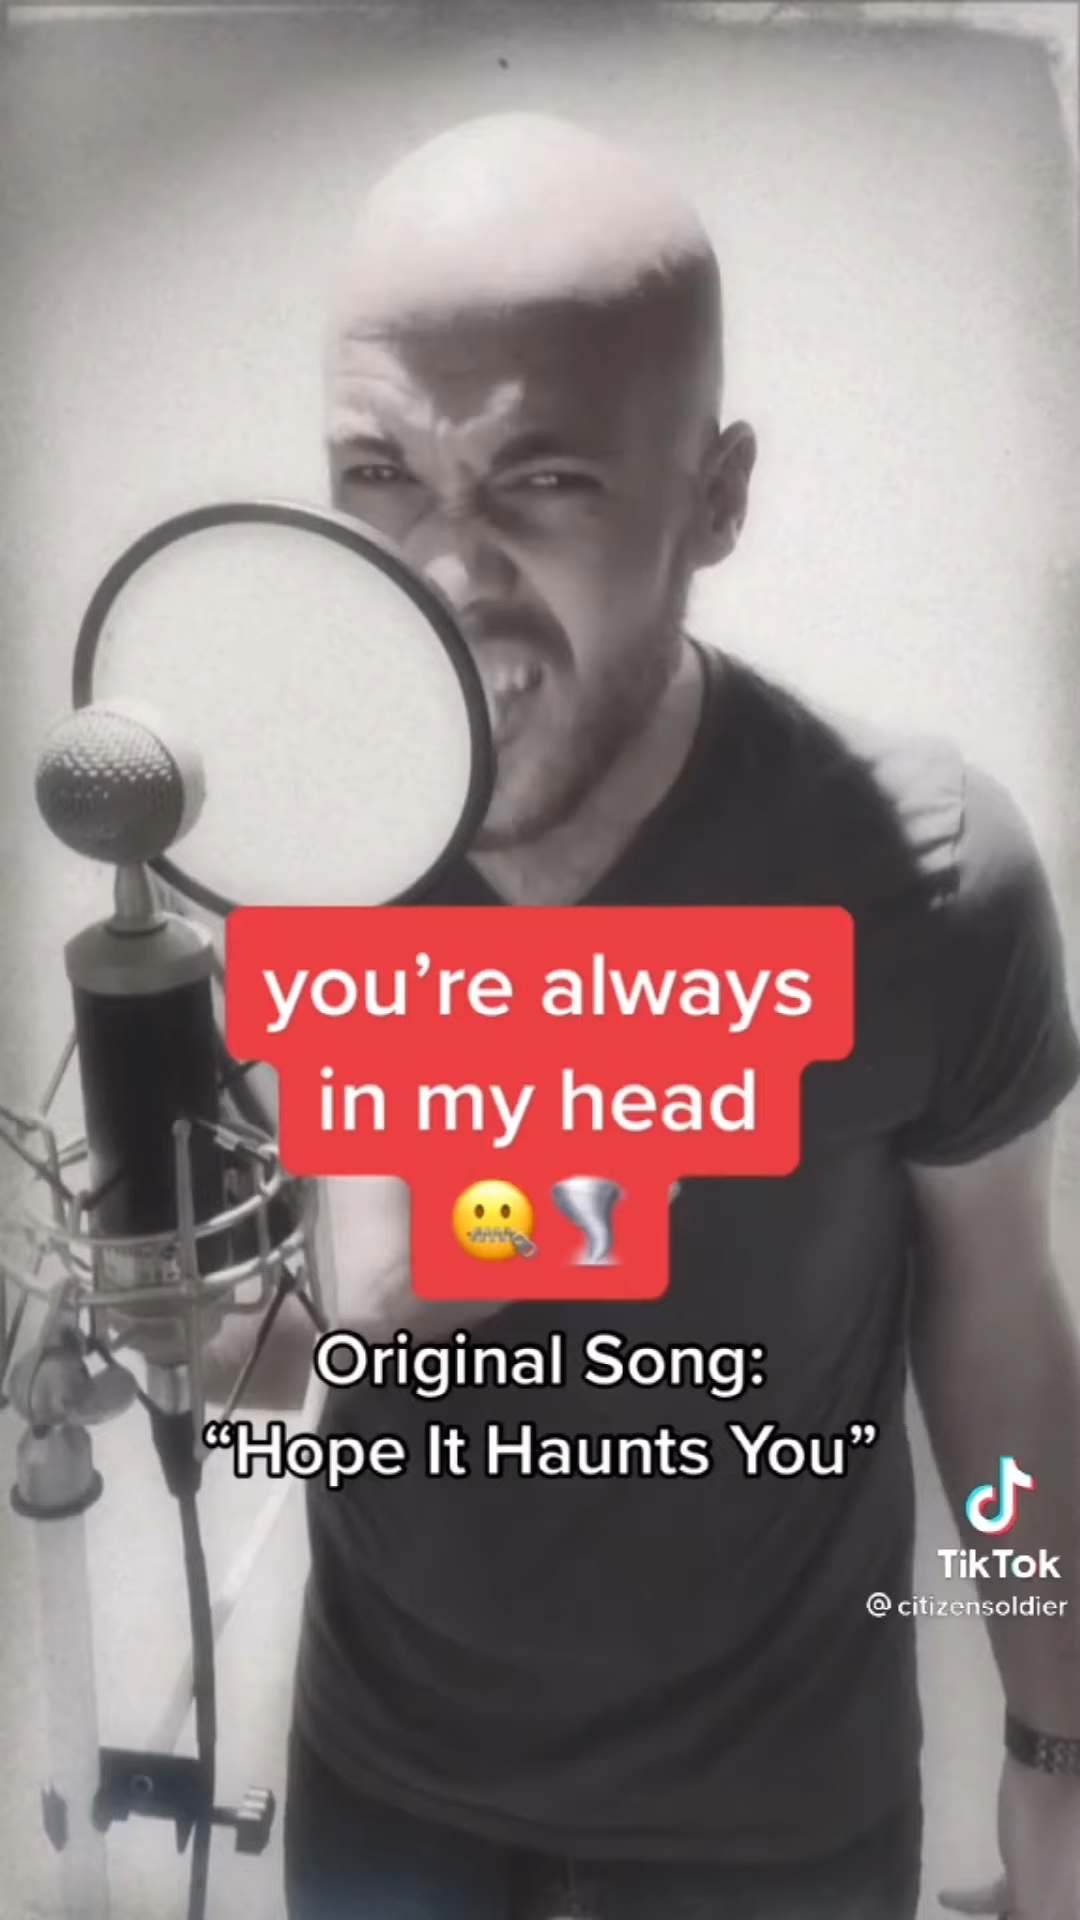 you’re always
in my head
🤐🌪️
Original Song:
“Hope It Haunts You”
TikTok
@citizensoldier